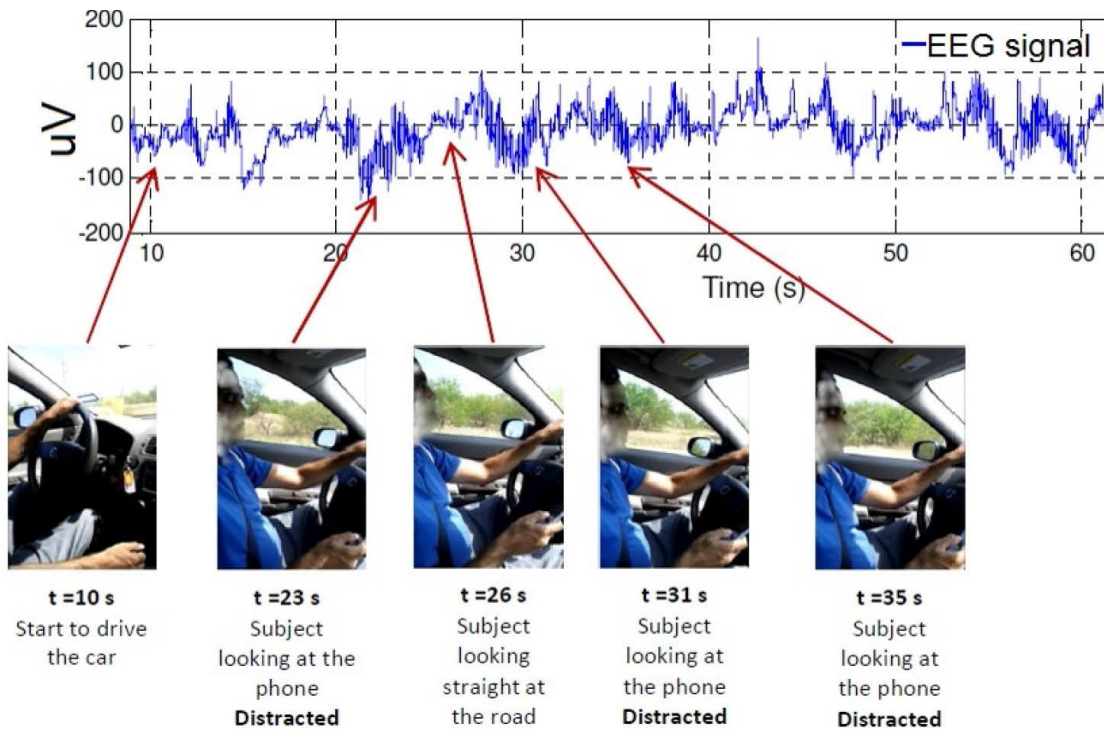 200
100
0
-100
-200
uV
EEG signal
10
20
30
40
50
60
Time (s)
t =10 s
Start to drive
the car
t =23 s
Subject
looking at the
phone
Distracted
t =26 s
Subject
looking
straight at
the road
t =31 s
Subject
looking at
the phone
Distracted
t =35 s
Subject
looking at
the phone
Distracted